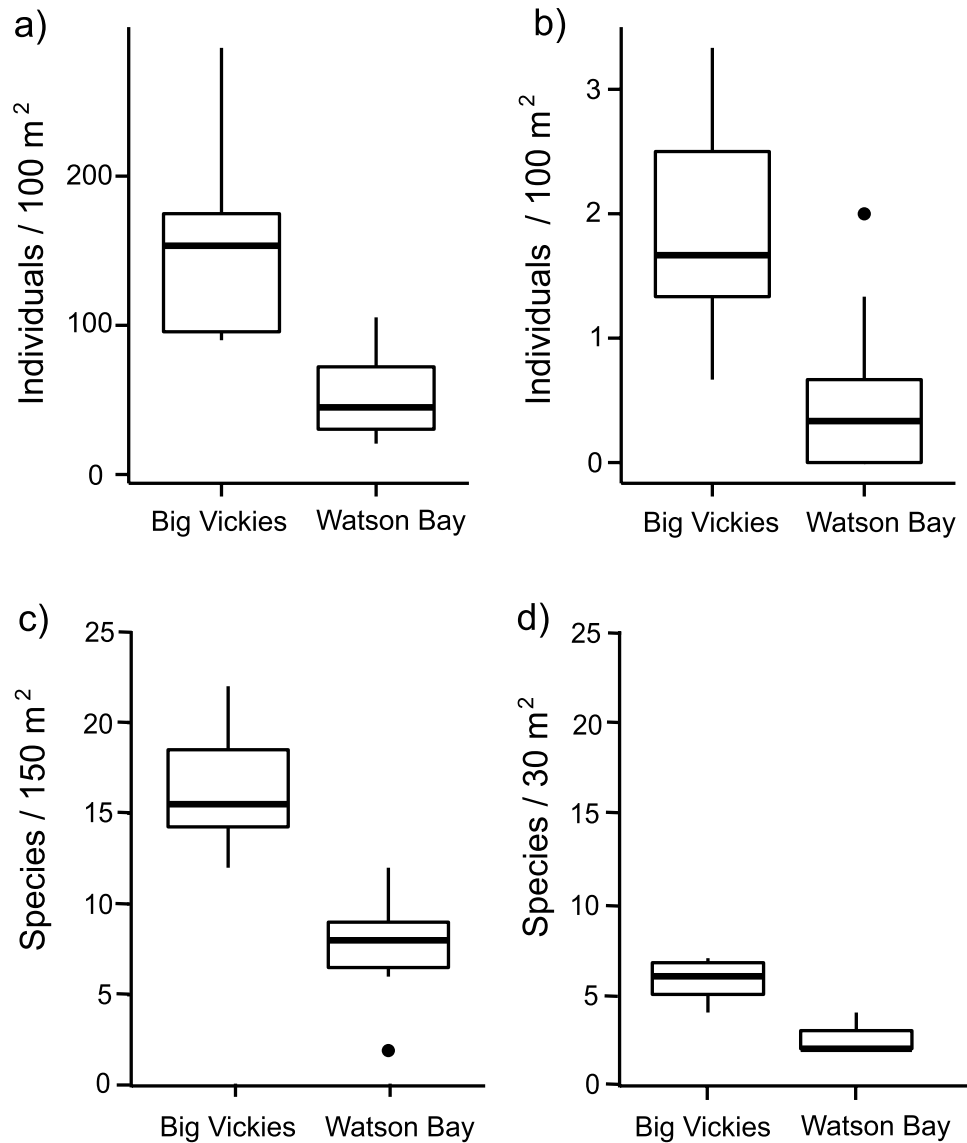 a)
Individuals / 100 m²
200
100
0
Big Vickies
Watson Bay
b)
Individuals / 100 m²
3
2
1
0
Big Vickies
Watson Bay
c)
Species / 150 m²
25
20
15
10
5
0
Big Vickies
Watson Bay
d)
Species / 30 m²
25
20
15
10
5
0
Big Vickies
Watson Bay